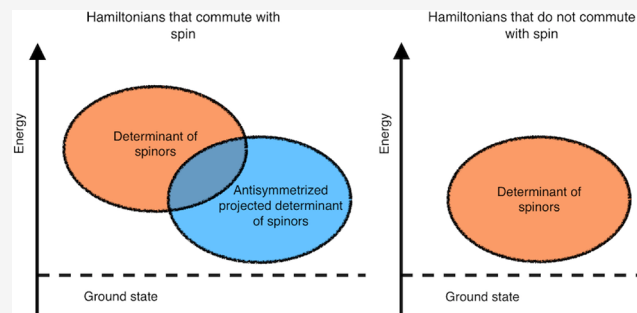 Hamiltonians that commute with
spin
Energy
Determinant of
spinors
Antisymmetrized
projected determinant
of spinors
Ground state
Hamiltonians that do not commute
with spin
Energy
Determinant of
spinors
Ground state